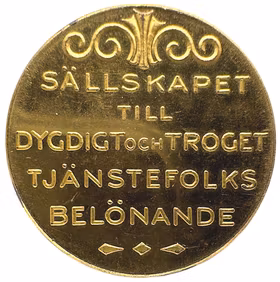 SÄLLSKAPET
TILL
DYGDIGT OCH TROGET
TJÄNSTEFOLKS
BELÖNANDE